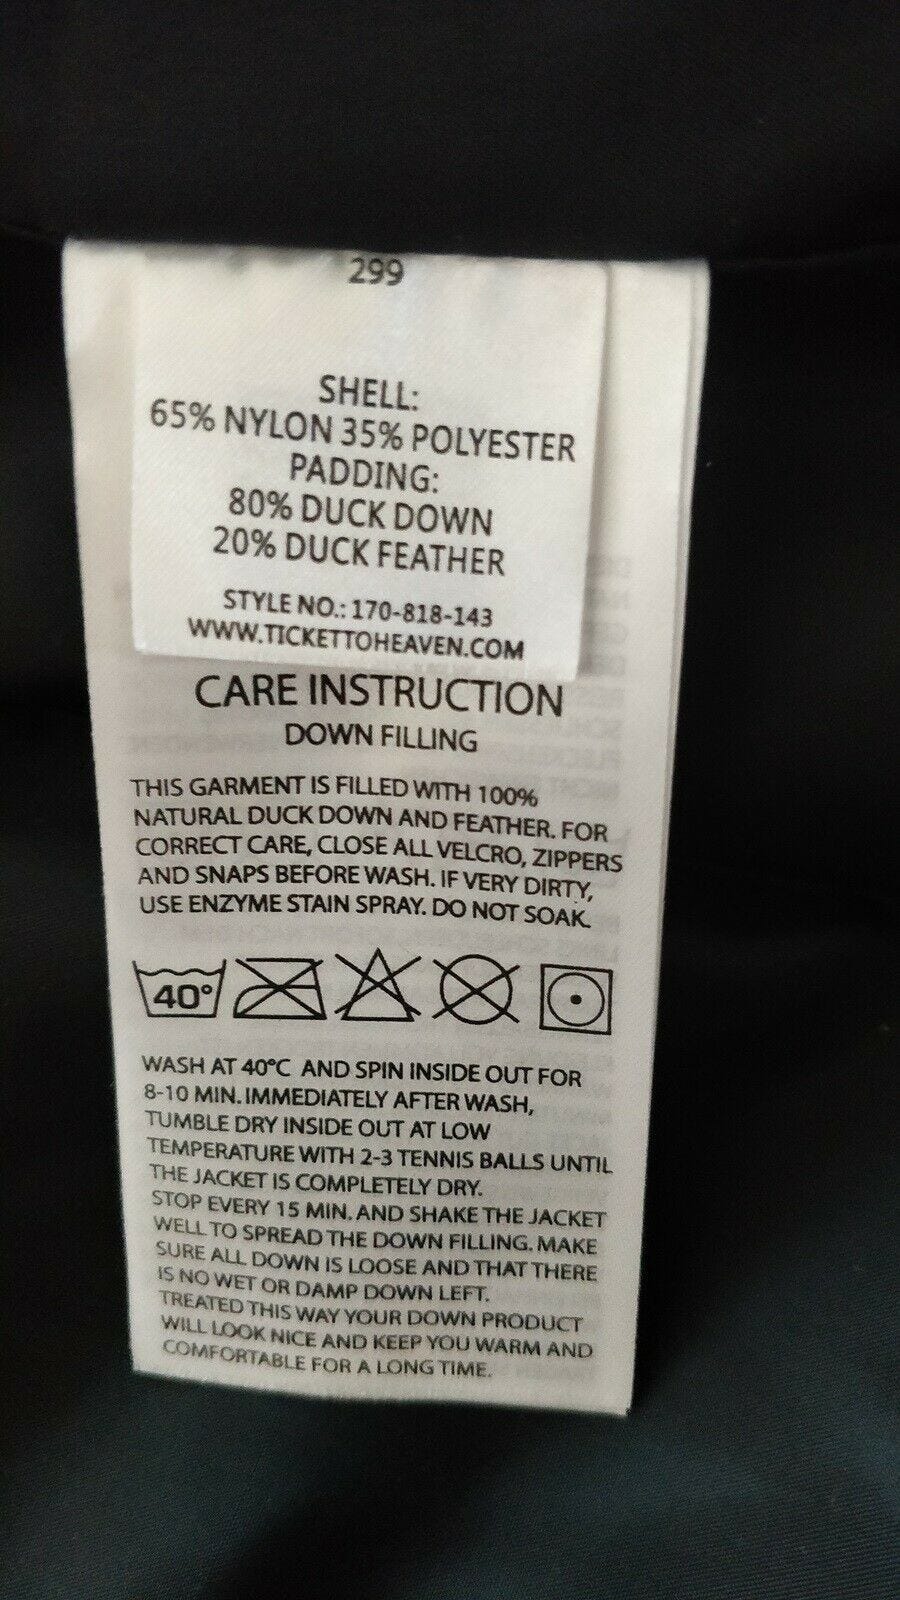 299
SHELL:
65% NYLON 35% POLYESTER
PADDING:
80% DUCK DOWN
20% DUCK FEATHER
STYLE NO.: 170-818-143
WWW.TICKETTOHEAVEN.COM
CARE INSTRUCTION
DOWN FILLING
THIS GARMENT IS FILLED WITH 100%
NATURAL DUCK DOWN AND FEATHER. FOR
CORRECT CARE, CLOSE ALL VELCRO, ZIPPERS
AND SNAPS BEFORE WASH. IF VERY DIRTY,
USE ENZYME STAIN SPRAY. DO NOT SOAK.
40°
WASH AT 40°C AND SPIN INSIDE OUT FOR
8-10 MIN. IMMEDIATELY AFTER WASH,
TUMBLE DRY INSIDE OUT AT LOW
TEMPERATURE WITH 2-3 TENNIS BALLS UNTIL
THE JACKET IS COMPLETELY DRY.
STOP EVERY 15 MIN. AND SHAKE THE JACKET
WELL TO SPREAD THE DOWN FILLING. MAKE
SURE ALL DOWN IS LOOSE AND THAT THERE
IS NO WET OR DAMP DOWN LEFT.
TREATED THIS WAY YOUR DOWN PRODUCT
WILL LOOK NICE AND KEEP YOU WARM AND
COMFORTABLE FOR A LONG TIME.